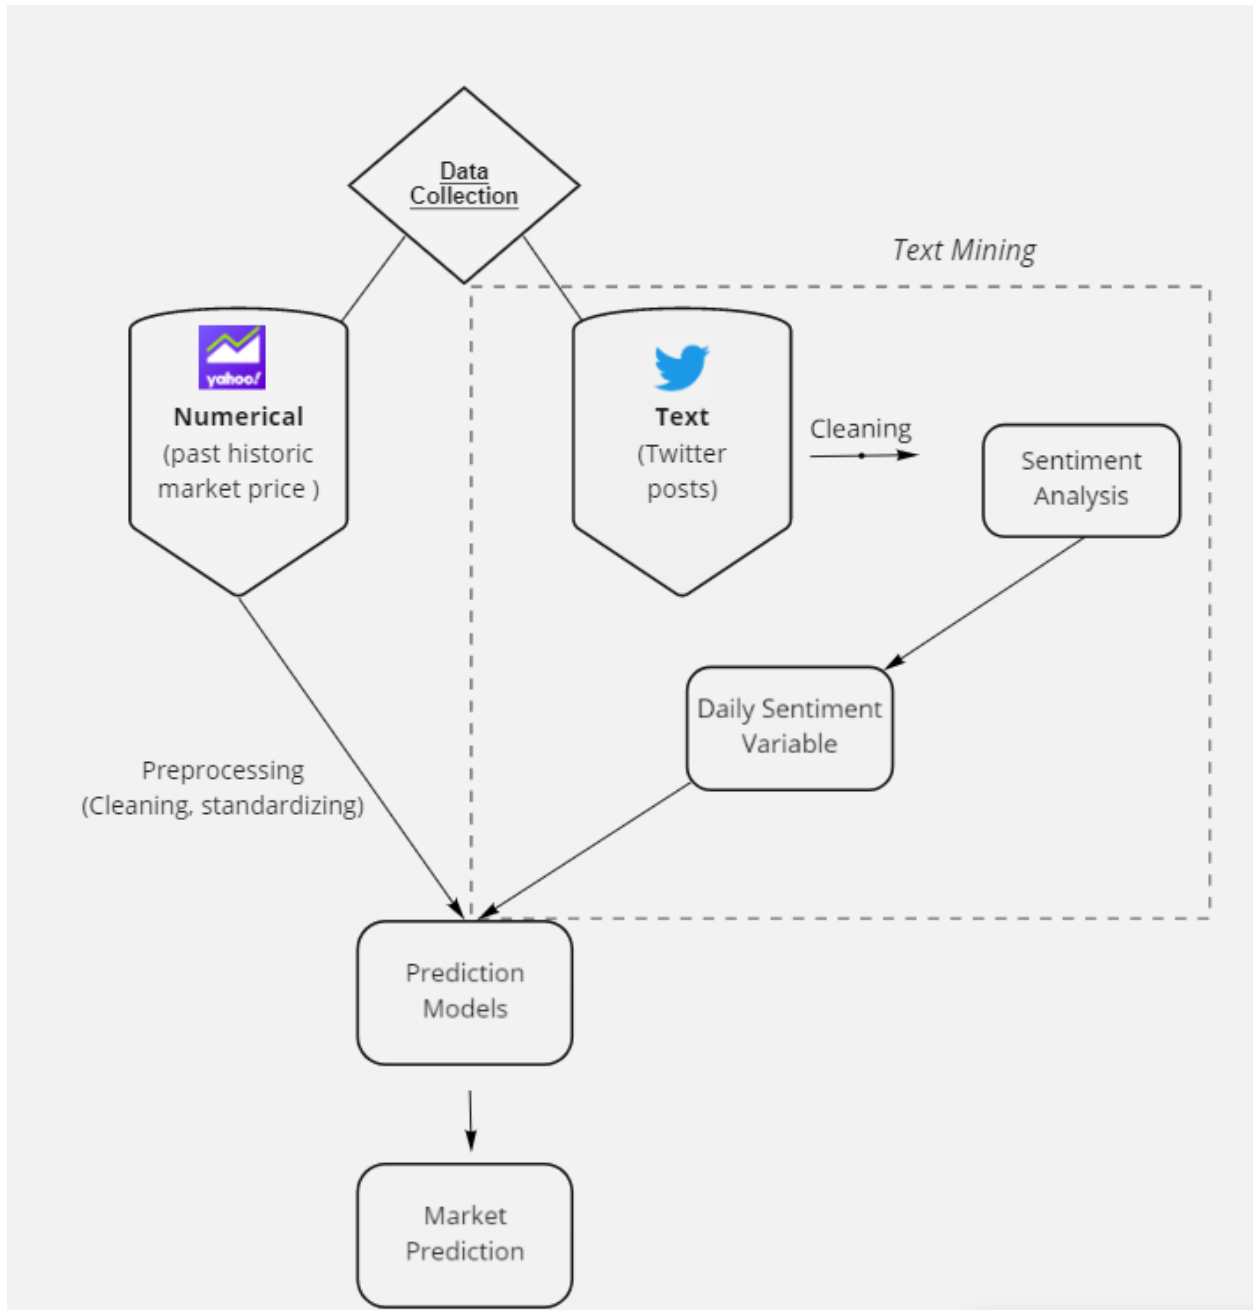 Data
Collection
Text Mining
yahoo!
Numerical
(past historic
market price )
Text
(Twitter
posts)
Cleaning
Sentiment
Analysis
Daily Sentiment
Variable
Preprocessing
(Cleaning, standardizing)
Prediction
Models
Market
Prediction